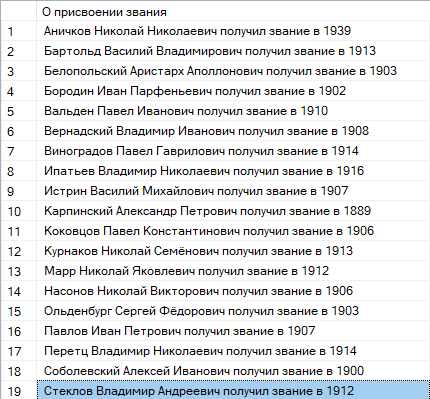 О присвоении звания
1 Аничков Николай Николаевич получил звание в 1939
2 Бартольд Василий Владимирович получил звание в 1913
3 Белопольский Аристарх Аполлонович получил звание в 1903
4 Бородин Иван Парфеньевич получил звание в 1902
5 Вальден Павел Иванович получил звание в 1910
6 Вернадский Владимир Иванович получил звание в 1908
7 Виноградов Павел Гаврилович получил звание в 1914
8 Ипатьев Владимир Николаевич получил звание в 1916
9 Истрин Василий Михайлович получил звание в 1907
10 Карпинский Александр Петрович получил звание в 1889
11 Коковцов Павел Константинович получил звание в 1906
12 Курнаков Николай Семёнович получил звание в 1913
13 Марр Николай Яковлевич получил звание в 1912
14 Насонов Николай Викторович получил звание в 1906
15 Ольденбург Сергей Фёдорович получил звание в 1903
16 Павлов Иван Петрович получил звание в 1907
17 Перетц Владимир Николаевич получил звание в 1914
18 Соболевский Алексей Иванович получил звание в 1900
19 Стеклов Владимир Андреевич получил звание в 1912